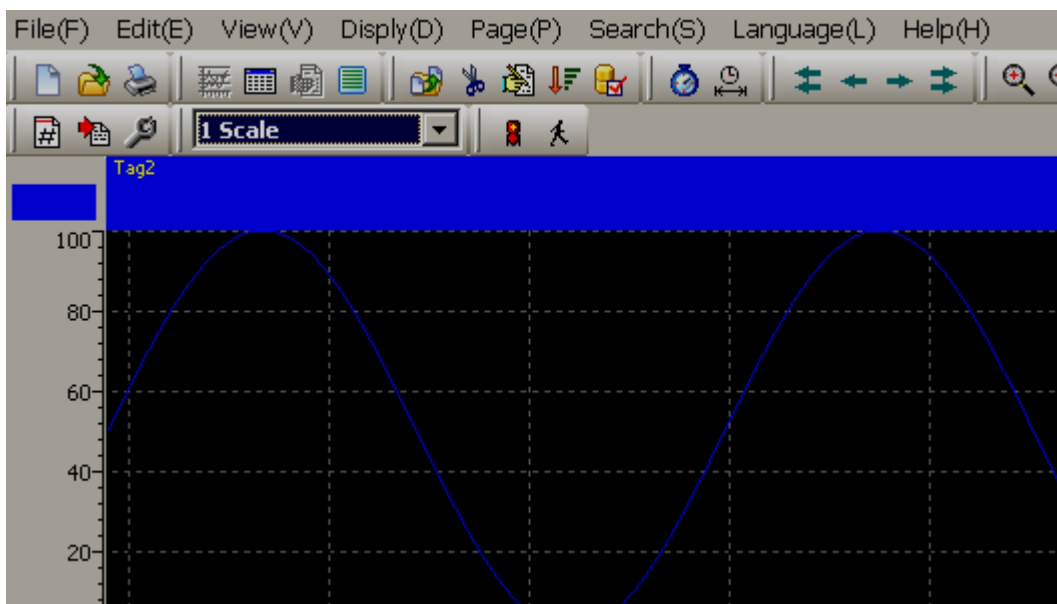 File(F) Edit(E) View(V) Disply(D) Page(P) Search(S) Language(L) Help(H)
1 Scale
Tag2
100
80
60
40
20